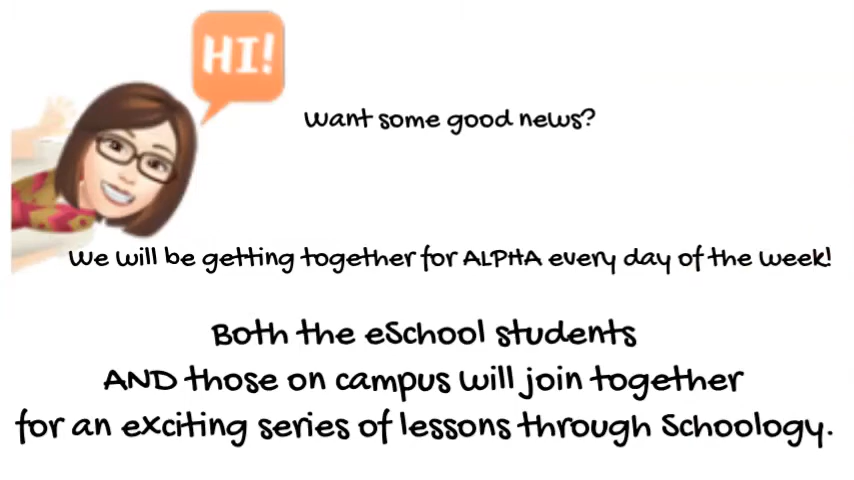 HI!
Want some good news?
We will be getting together for ALPHA every day of the week!
Both the eSchool students
AND those on campus will join together
for an exciting series of lessons through Schoology.